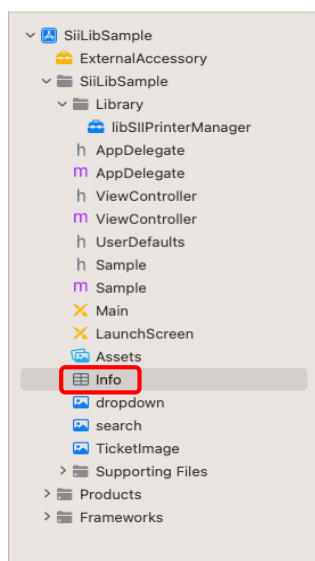 SiiLibSample
ExternalAccessory
SiiLibSample
Library
libSIIPrinterManager
h AppDelegate
m AppDelegate
h ViewController
m ViewController
h UserDefaults
h Sample
m Sample
Main
LaunchScreen
Assets
Info
dropdown
search
TicketImage
Supporting Files
Products
Frameworks